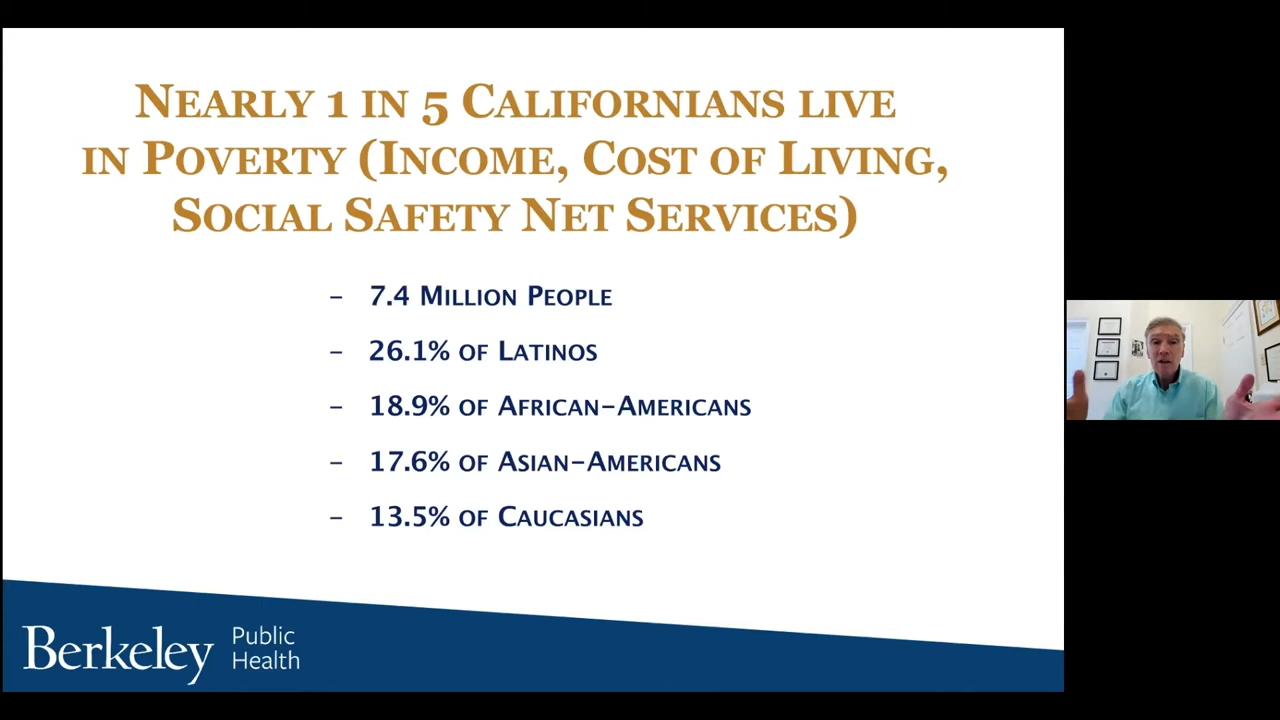 Nearly 1 in 5 Californians live
in Poverty (Income, Cost of Living,
Social Safety Net Services)
– 7.4 Million People
– 26.1% of Latinos
– 18.9% of African-Americans
– 17.6% of Asian-Americans
– 13.5% of Caucasians
Berkeley Public
Health